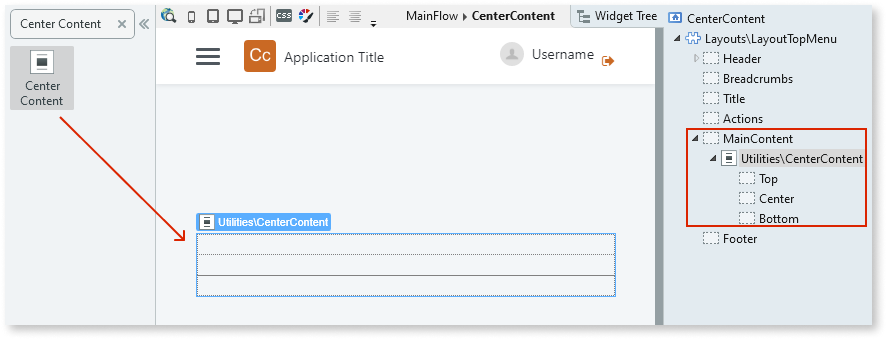 Center Content
Center
Content
CSS
MainFlow ▸ CenterContent
Widget Tree
Cc
Application Title
Username
Utilities\CenterContent
CenterContent
Layouts\LayoutTopMenu
Header
Breadcrumbs
Title
Actions
MainContent
Utilities\CenterContent
Top
Center
Bottom
Footer